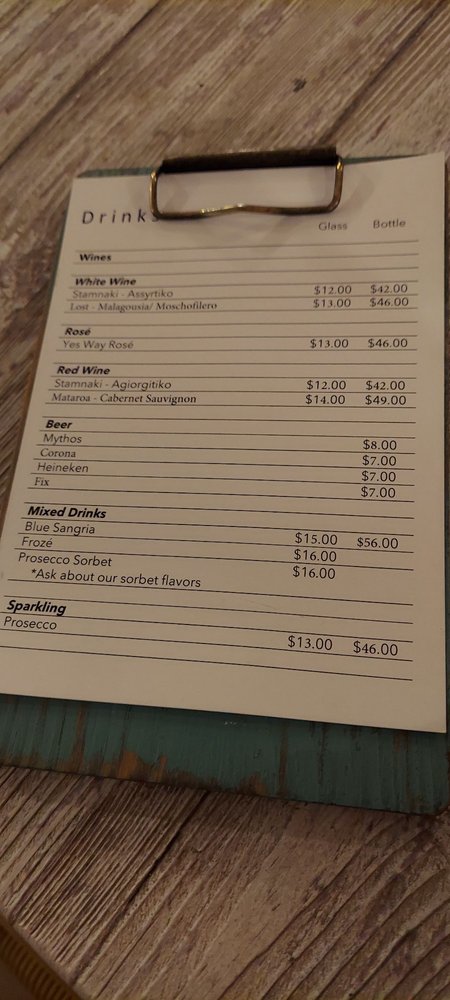 Drinks
Glass Bottle
Wines
White Wine
Stamnaki - Assyrtiko $12.00 $42.00
Lost - Malagousia/ Moschofilero $13.00 $46.00
Rosé
Yes Way Rosé $13.00 $46.00
Red Wine
Stamnaki - Agiorgitiko $12.00 $42.00
Mataroa - Cabernet Sauvignon $14.00 $49.00
Beer
Mythos $8.00
Corona $7.00
Heineken $7.00
Fix $7.00
Mixed Drinks
Blue Sangria $15.00 $56.00
Frozé $16.00
Prosecco Sorbet $16.00
*Ask about our sorbet flavors
Sparkling
Prosecco $13.00 $46.00